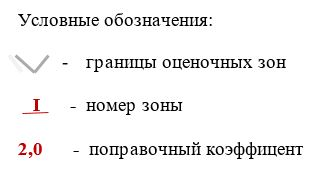 Условные обозначения:
- границы оценочных зон
I - номер зоны
2,0 - поправочный коэффицент